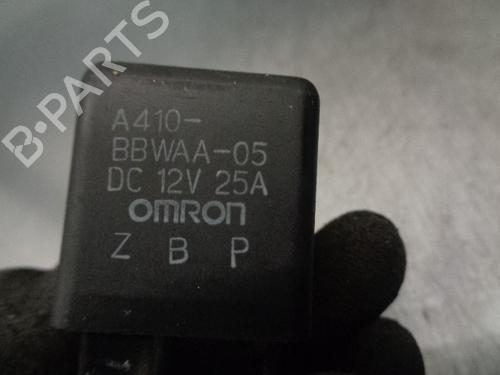 B-PARTS
A410-
BBWAA-05
DC 12V 25A
OMRON
Z B P